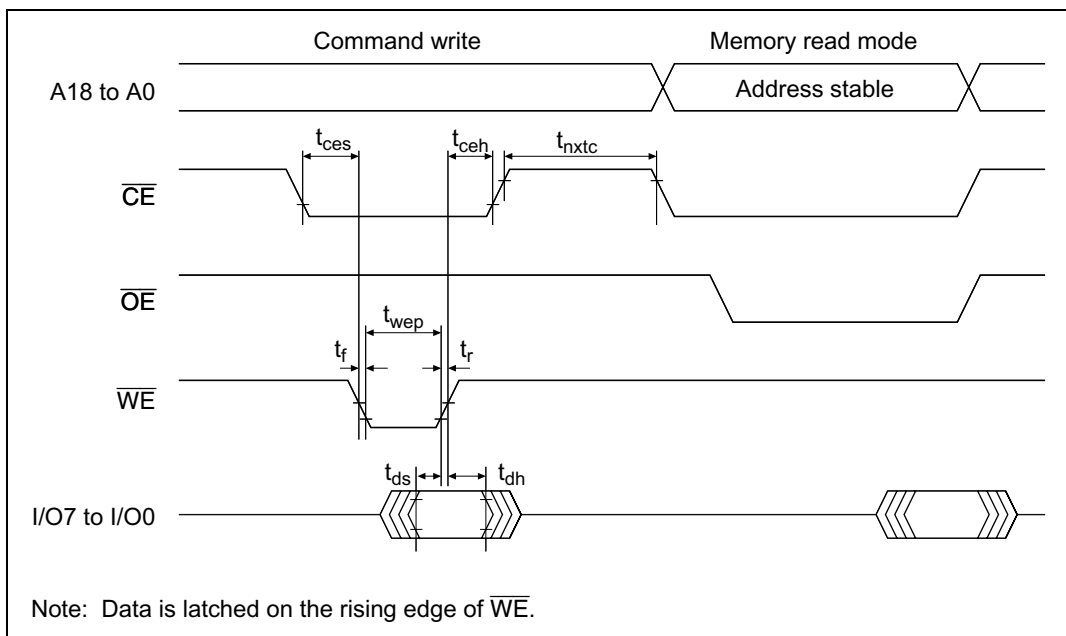 Command write
Memory read mode
A18 to A0
Address stable
tces
tceh
tnxtc
CE
OE
twep
tf
tr
WE
tds
tdh
I/O7 to I/O0
Note: Data is latched on the rising edge of WE.